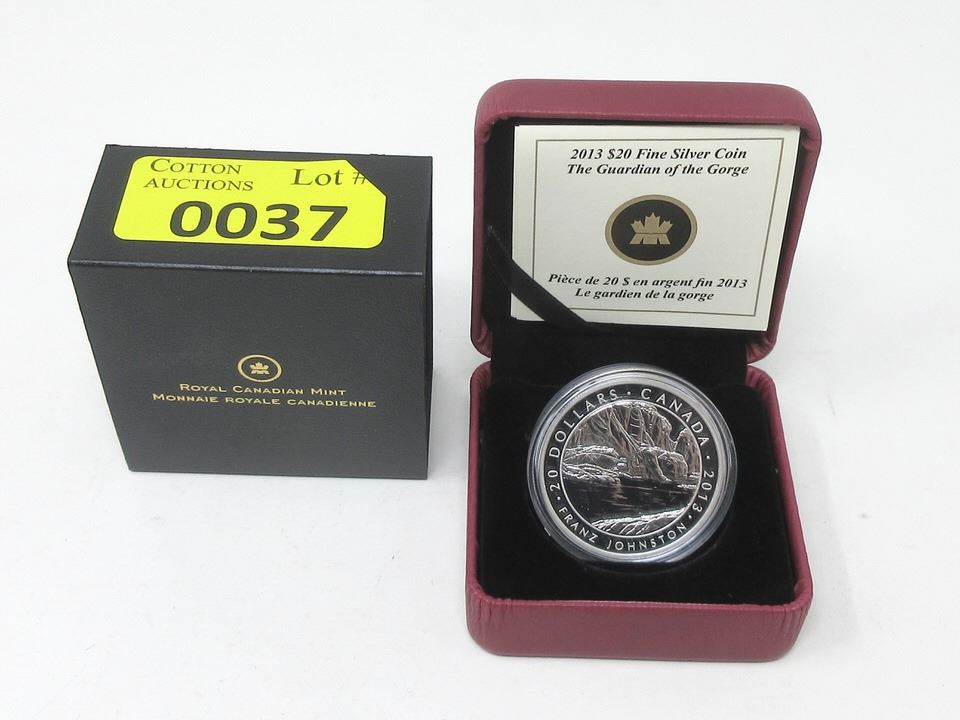 COTTON
AUCTIONS
Lot #
0037
ROYAL CANADIAN MINT
MONNAIE ROYALE CANADIENNE
2013 $20 Fine Silver Coin
The Guardian of the Gorge
Pièce de 20 $ en argent fin 2013
Le gardien de la gorge
20 DOLLARS · CANADA · 2013 ·
FRANZ JOHNSTON ·